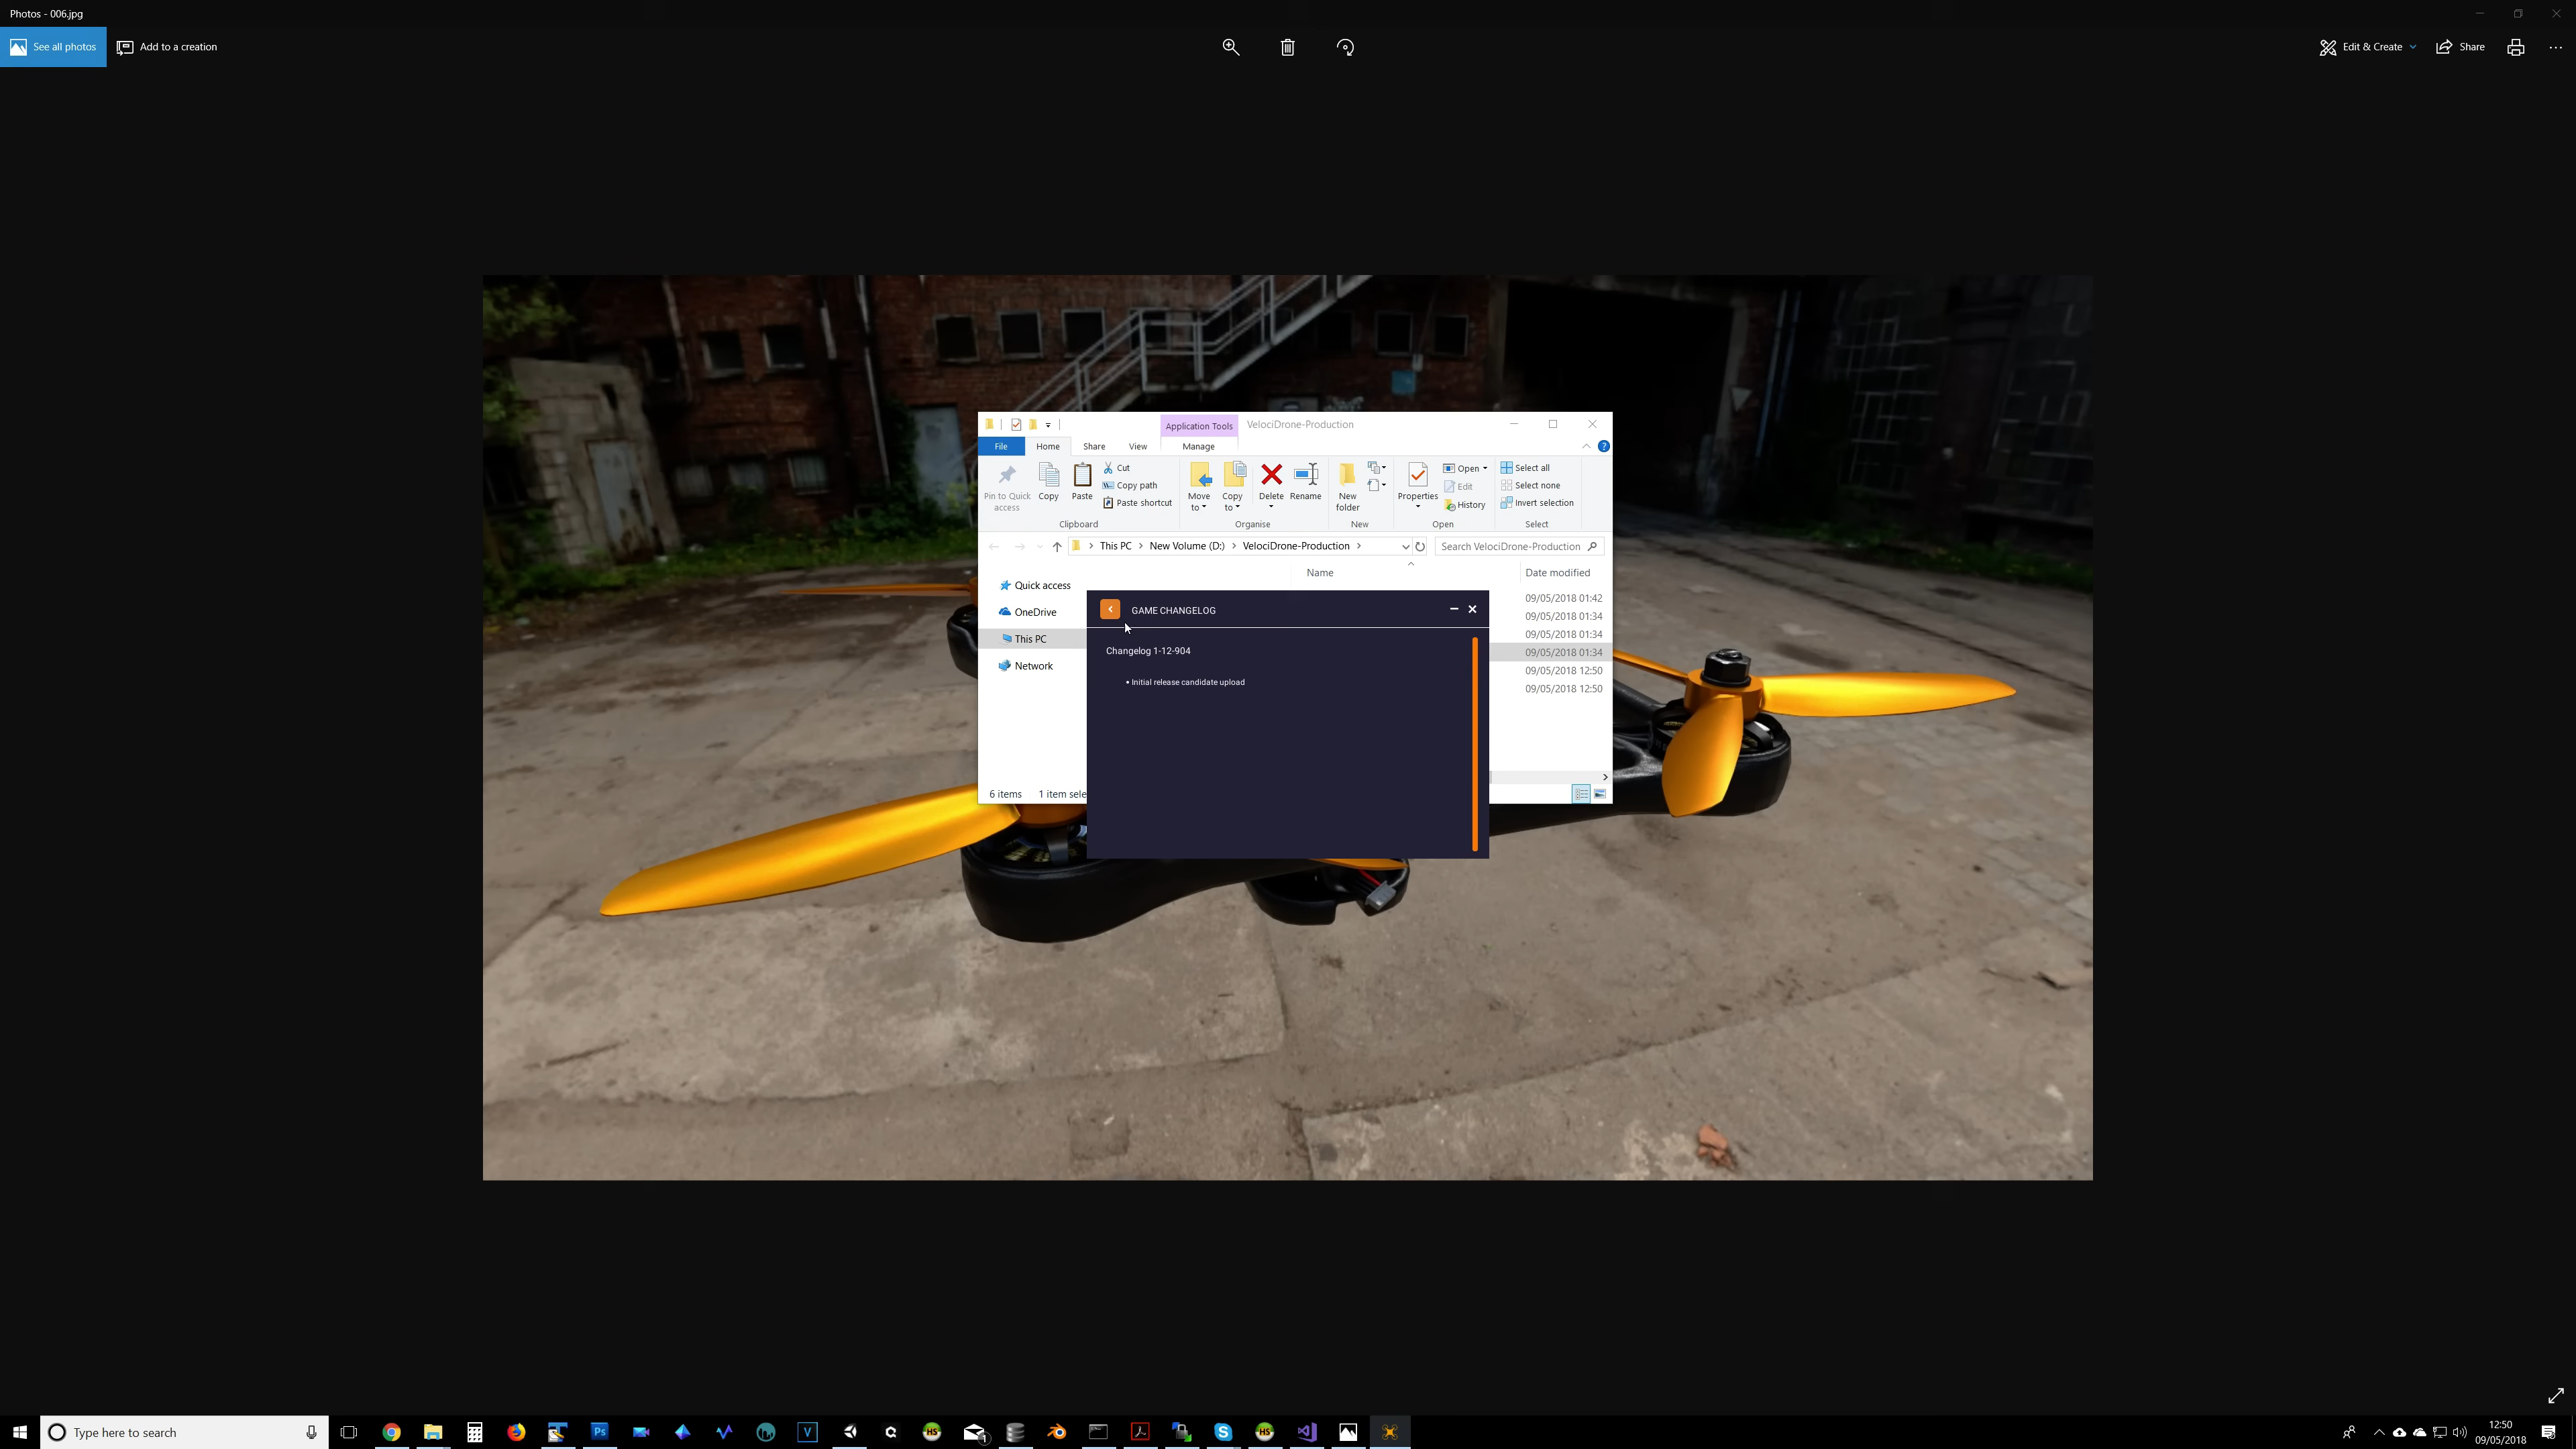 Photos - 006.jpg
See all photos
Add to a creation
Edit & Create
Share
Application Tools
VelociDrone-Production
File
Home
Share
View
Manage
Pin to Quick access
Copy
Paste
Cut
Copy path
Paste shortcut
Move to
Copy to
Delete
Rename
New folder
Properties
Open
Edit
History
Select all
Select none
Invert selection
Clipboard
Organise
New
Open
Select
This PC
New Volume (D:)
VelociDrone-Production
Search VelociDrone-Production
Name
Date modified
Quick access
OneDrive
This PC
Network
09/05/2018 01:42
09/05/2018 01:34
09/05/2018 01:34
09/05/2018 01:34
09/05/2018 12:50
09/05/2018 12:50
GAME CHANGELOG
Changelog 1-12-904
• Initial release candidate upload
6 items
1 item sele
Type here to search
Ps
V
HS
1
HS
12:50
09/05/2018